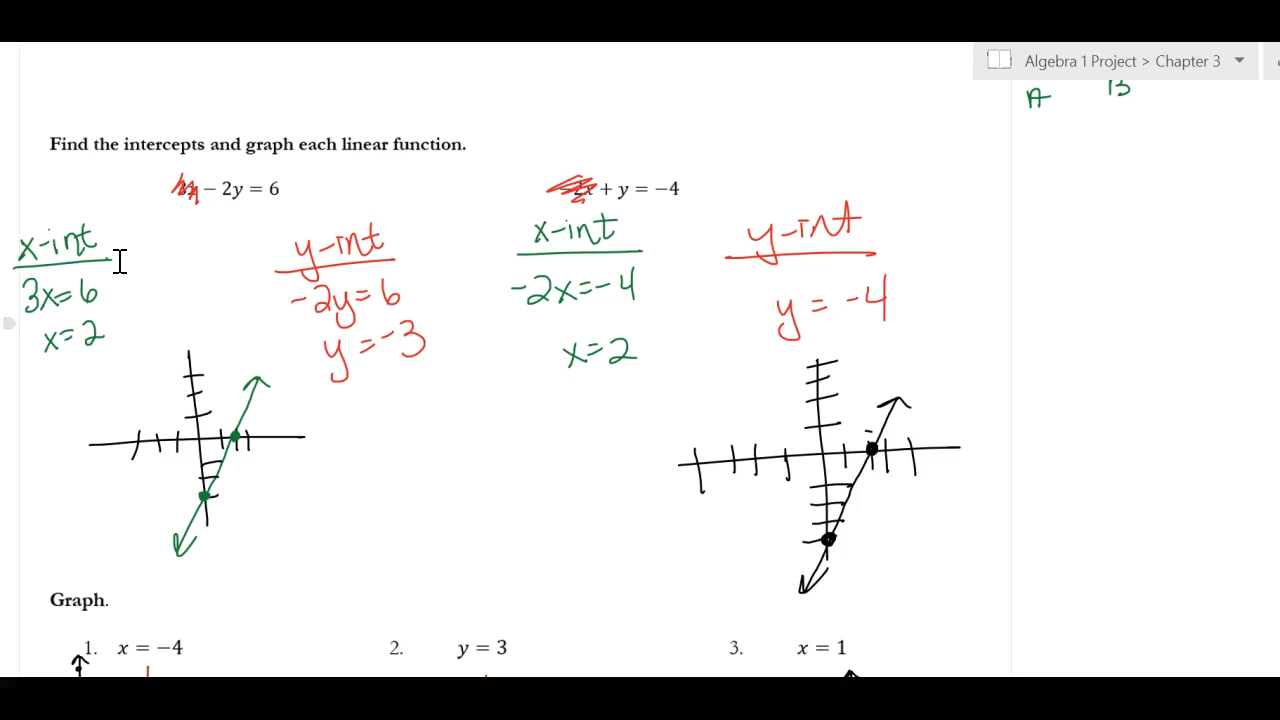 Algebra 1 Project > Chapter 3
A B
Find the intercepts and graph each linear function.
- 2y = 6
-2x + y = -4
x-int
3x=6
x=2
y-int
-2y=6
y=-3
x-int
-2x=-4
x=2
y-int
y = -4
Graph.
1. x = -4
2. y = 3
3. x = 1